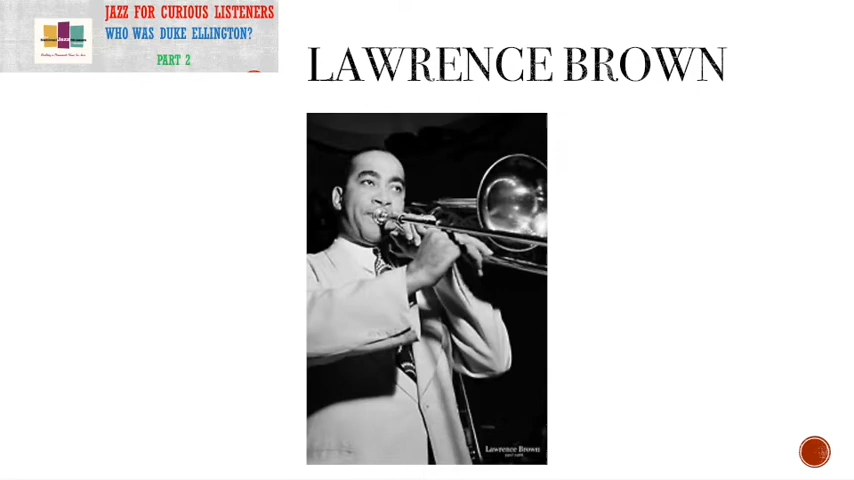 JAZZ FOR CURIOUS LISTENERS
WHO WAS DUKE ELLINGTON?
PART 2
LAWRENCE BROWN
Lawrence Brown